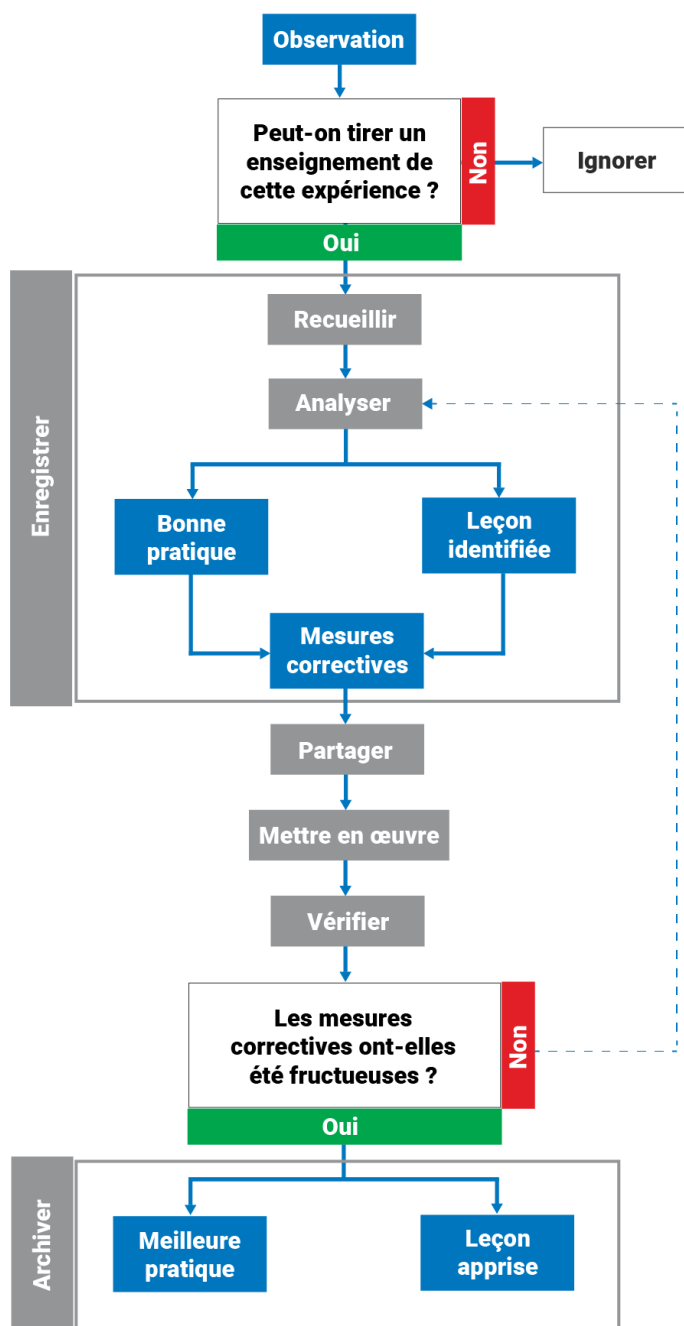 Observation
Peut-on tirer un
enseignement de
cette expérience ?
Non
Ignorer
Oui
Enregistrer
Recueillir
Analyser
Bonne
pratique
Leçon
identifiée
Mesures
correctives
Partager
Mettre en œuvre
Vérifier
Les mesures
correctives ont-elles
été fructueuses ?
Non
Oui
Archiver
Meilleure
pratique
Leçon
apprise